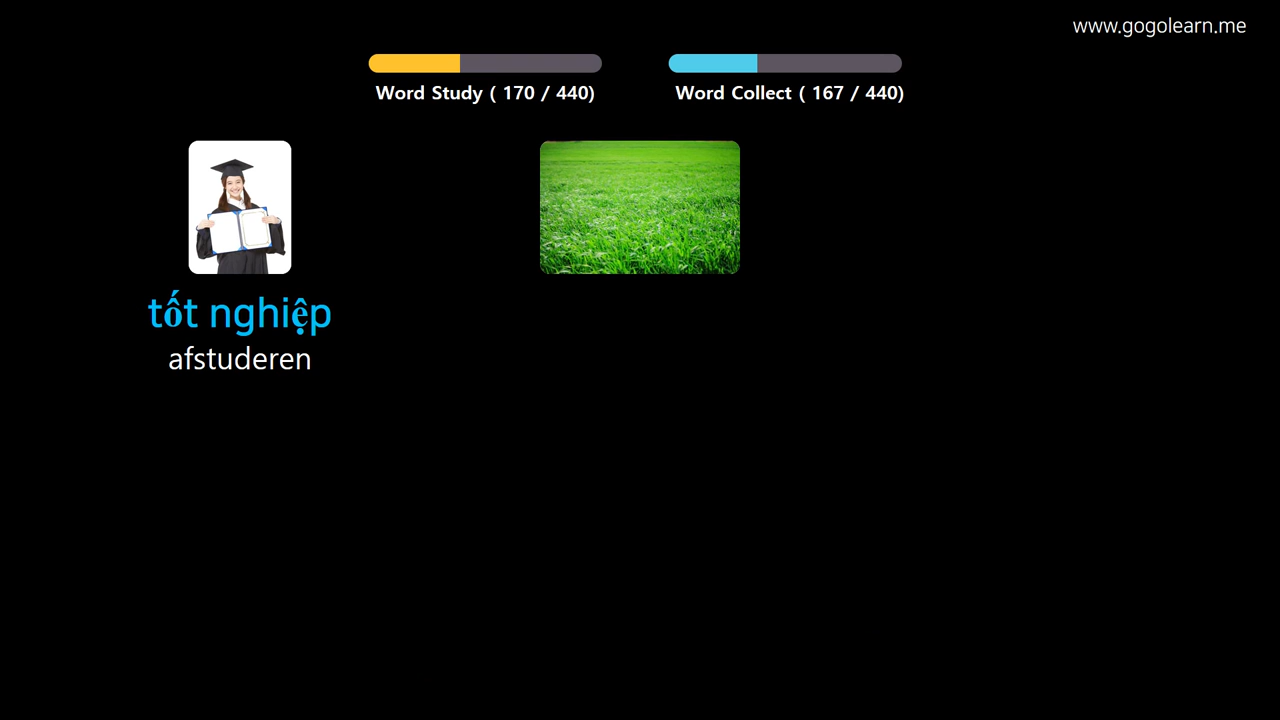 www.gogolearn.me
Word Study ( 170 / 440)
Word Collect ( 167 / 440)
tốt nghiệp
afstuderen